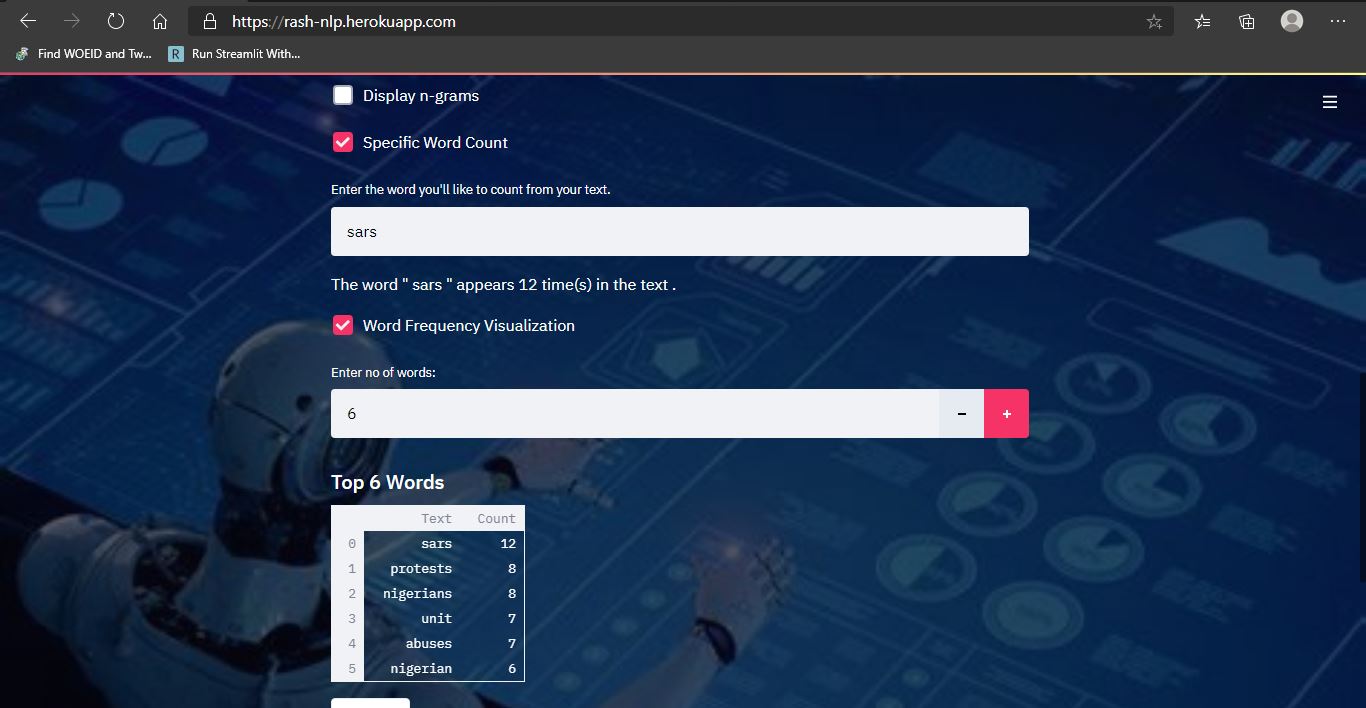 https://rash-nlp.herokuapp.com
Find WOEID and Tw...
R Run Streamlit With...
Display n-grams
Specific Word Count
Enter the word you'll like to count from your text.
sars
The word " sars " appears 12 time(s) in the text .
Word Frequency Visualization
Enter no of words:
6 - +
Top 6 Words
Text Count
0 sars 12
1 protests 8
2 nigerians 8
3 unit 7
4 abuses 7
5 nigerian 6